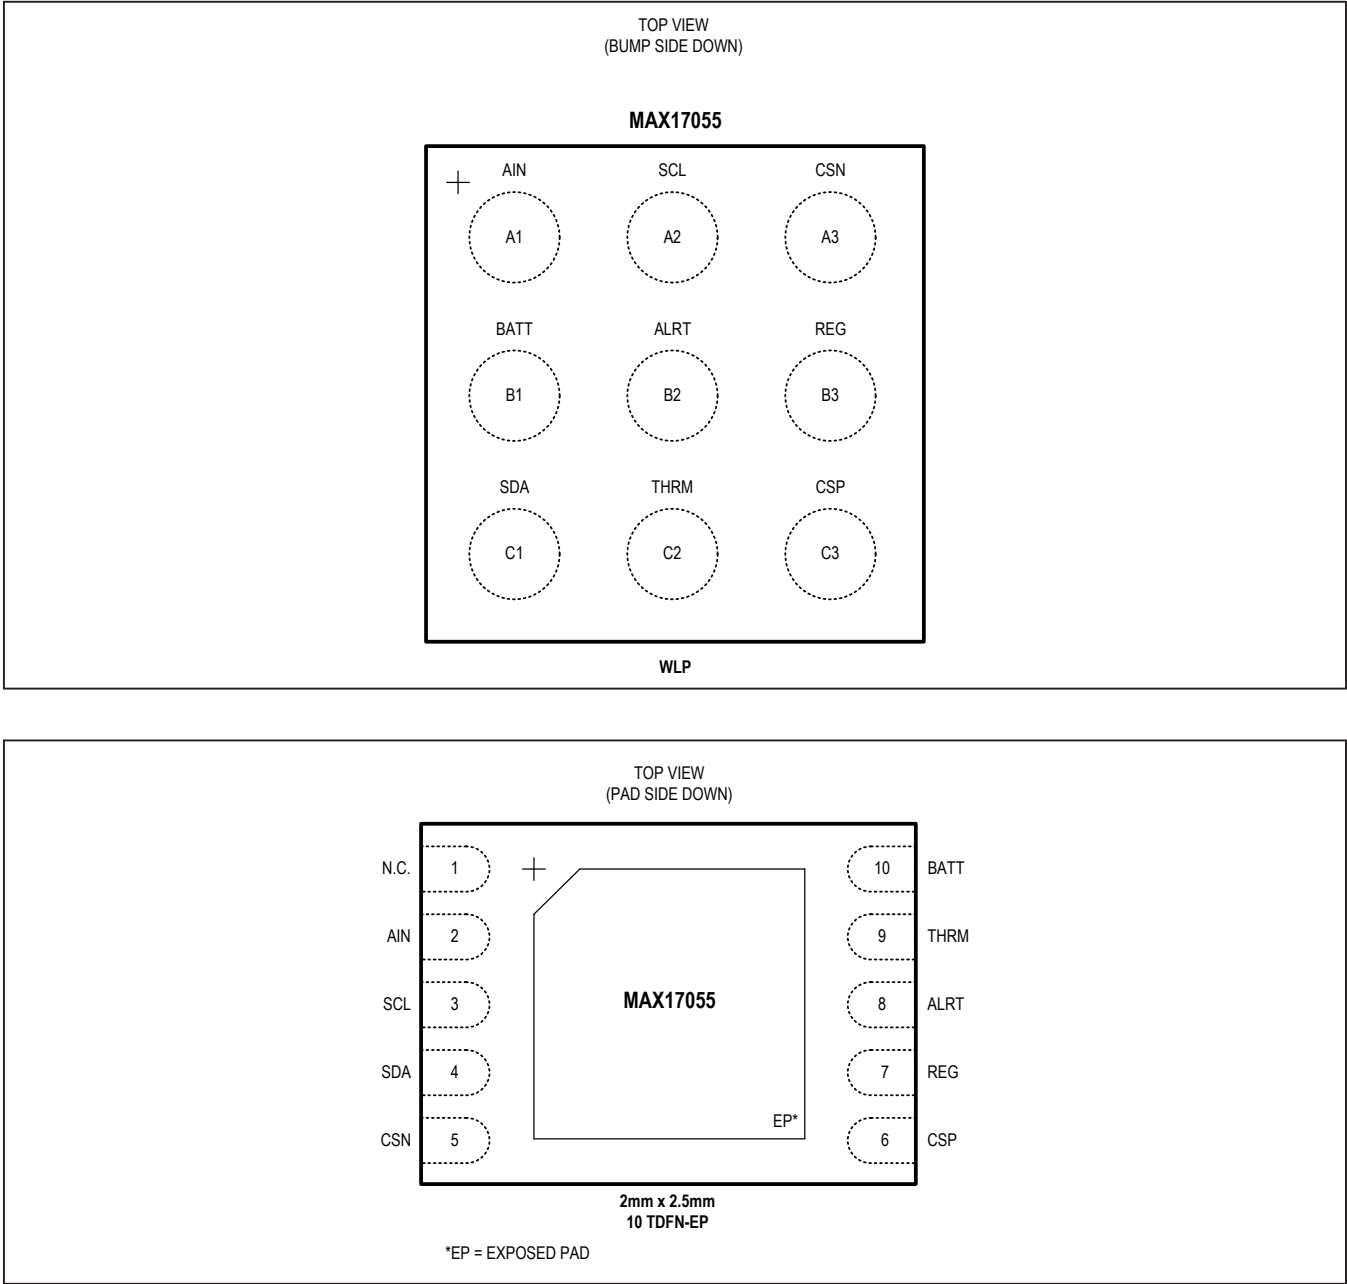 TOP VIEW
(BUMP SIDE DOWN)
MAX17055
AIN SCL CSN
A1 A2 A3
BATT ALRT REG
B1 B2 B3
SDA THRM CSP
C1 C2 C3
WLP
TOP VIEW
(PAD SIDE DOWN)
N.C. 1 10 BATT
AIN 2 9 THRM
SCL 3 MAX17055 8 ALRT
SDA 4 7 REG
EP*
CSN 5 6 CSP
2mm x 2.5mm
10 TDFN-EP
*EP = EXPOSED PAD